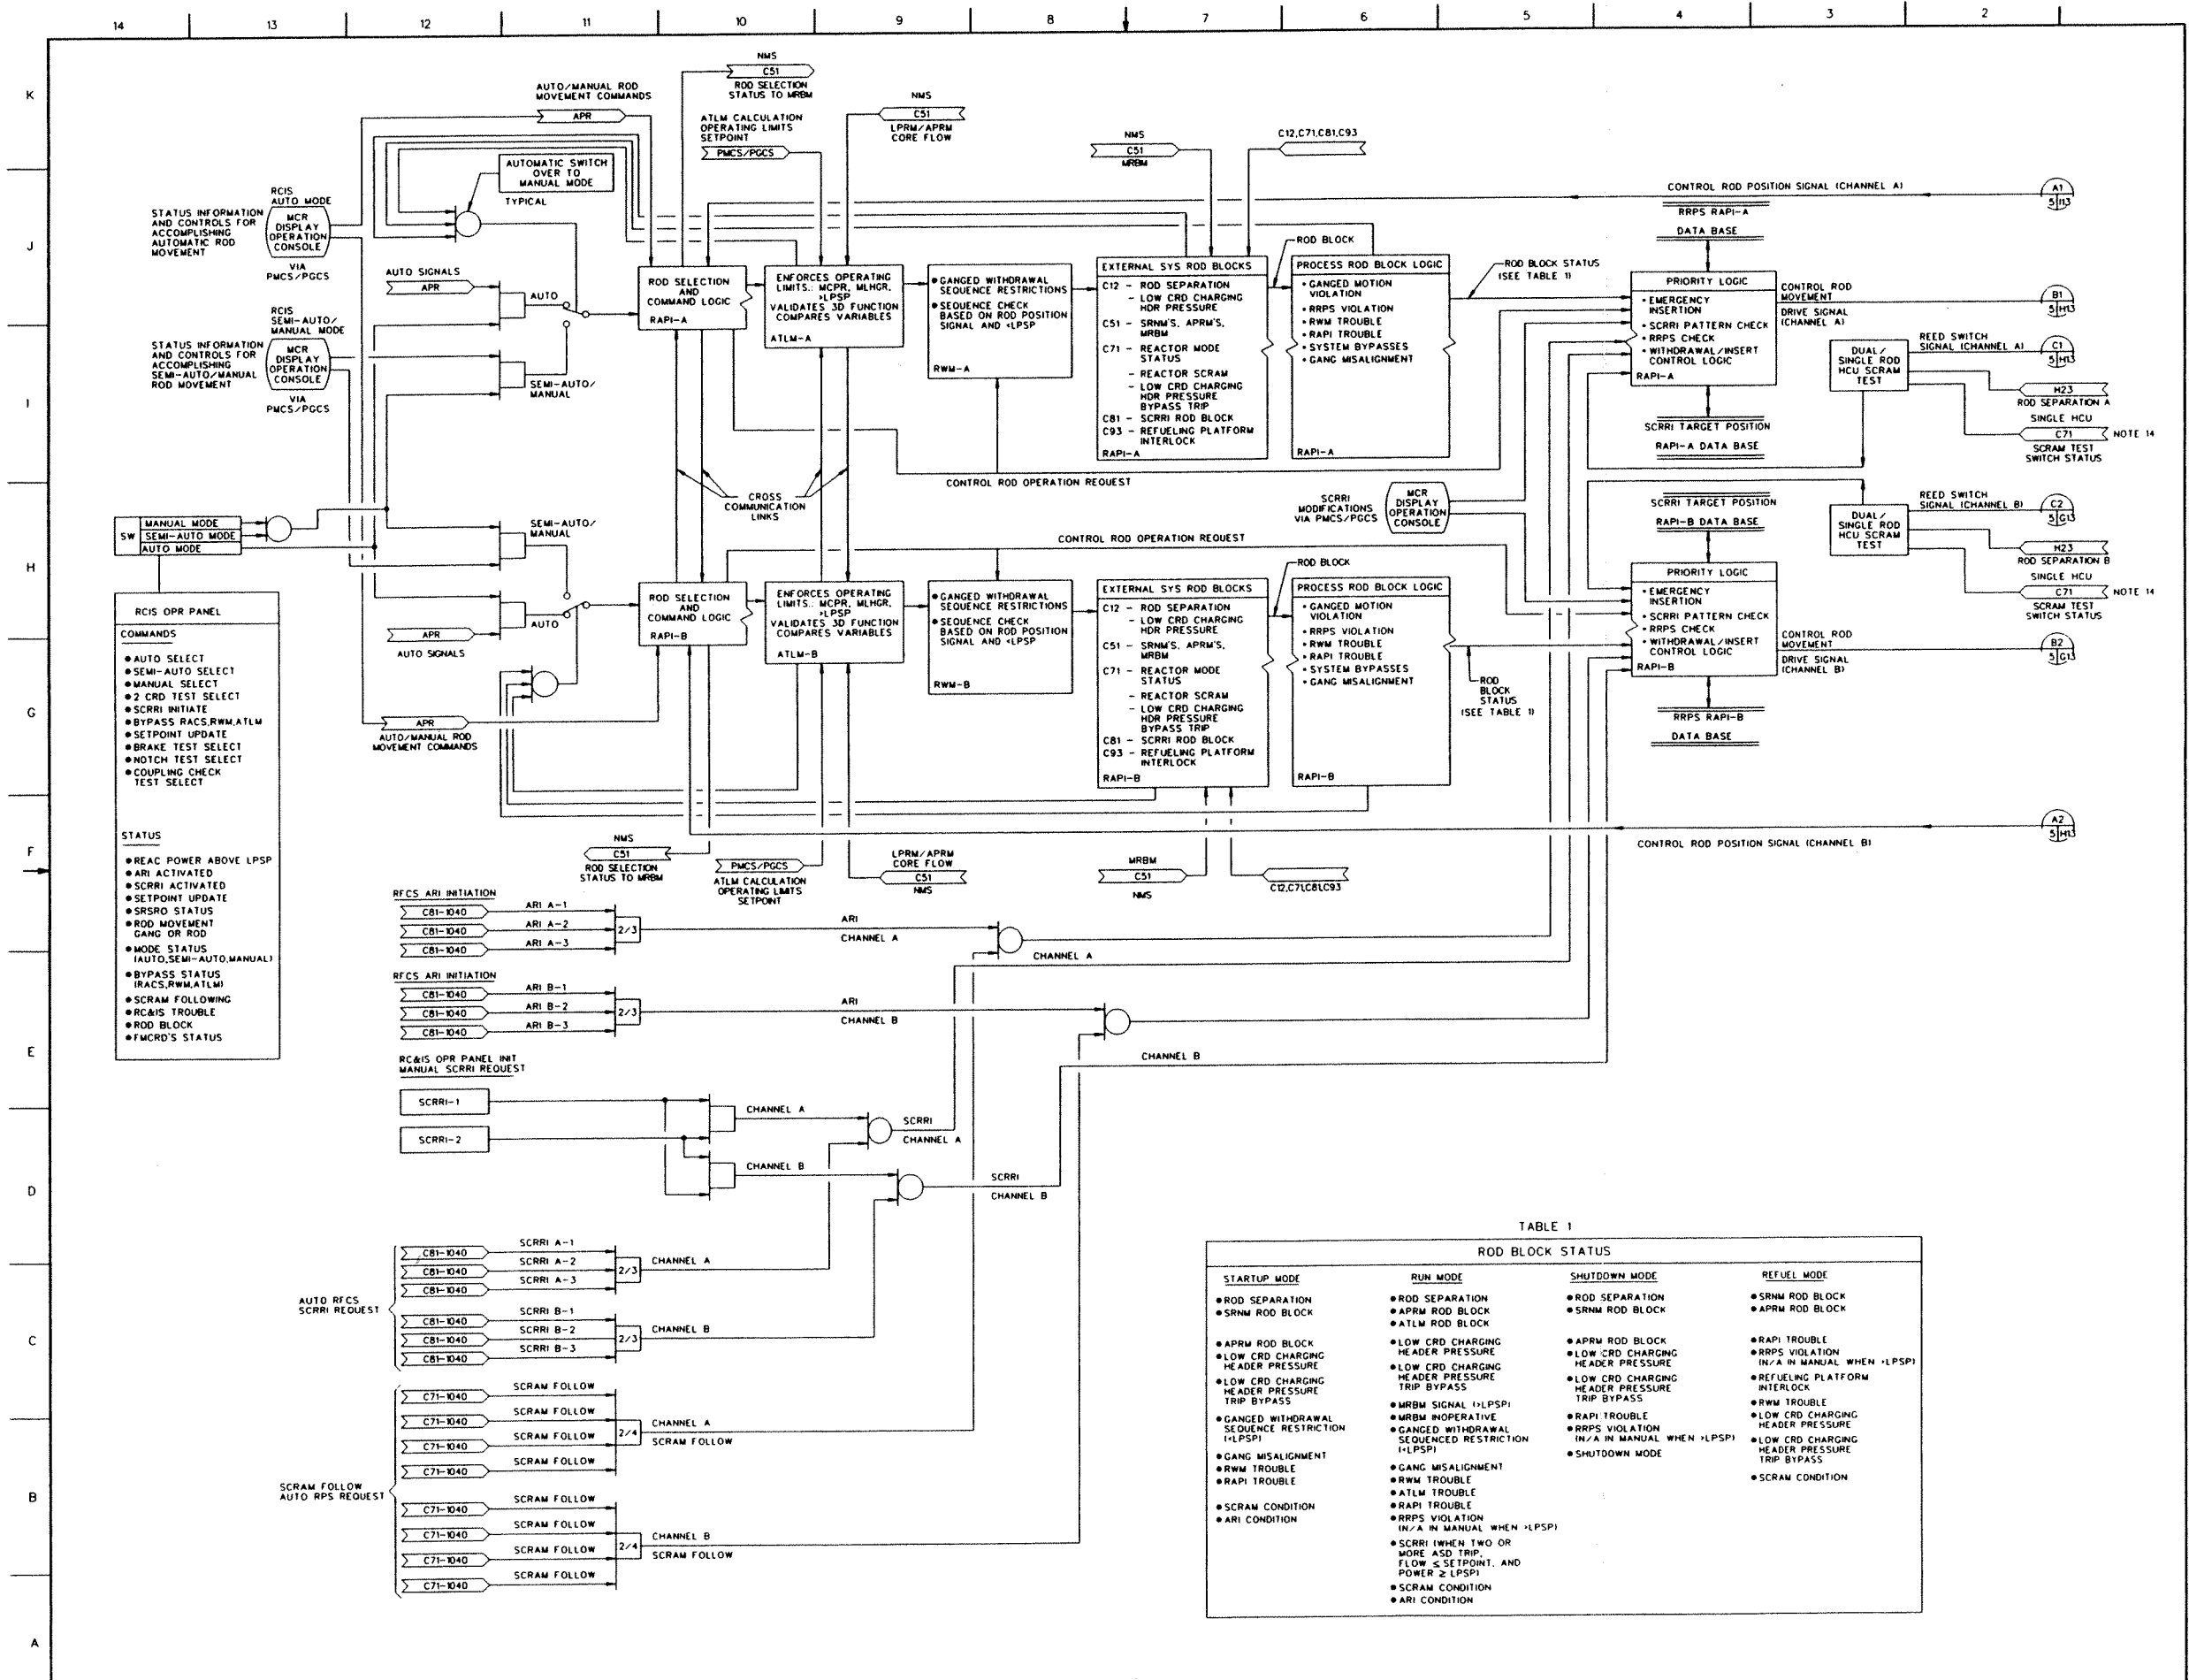 14 13 12 11 10 9 8 7 6 5 4 3 2
K
J
I
H
G
F
E
D
C
B
A
NMS
C51
ROD SELECTION
STATUS TO MRBM
AUTO/MANUAL ROD
MOVEMENT COMMANDS
APR
ATLM CALCULATION
OPERATING LIMITS
SETPOINT
PMCS/PGCS
NMS
C51
LPRM/APRM
CORE FLOW
NMS
C51
MRBM
C12,C71,C81,C93
AUTOMATIC SWITCH
OVER TO
MANUAL MODE
TYPICAL
RCIS
AUTO MODE
MCR
DISPLAY
OPERATION
CONSOLE
VIA
PMCS/PGCS
STATUS INFORMATION
AND CONTROLS FOR
ACCOMPLISHING
AUTOMATIC ROD
MOVEMENT
RCIS
SEMI-AUTO/
MANUAL MODE
MCR
DISPLAY
OPERATION
CONSOLE
VIA
PMCS/PGCS
STATUS INFORMATION
AND CONTROLS FOR
ACCOMPLISHING
SEMI-AUTO/MANUAL
ROD MOVEMENT
AUTO SIGNALS
APR
AUTO
SEMI-AUTO/
MANUAL
ROD SELECTION
AND
COMMAND LOGIC
RAPI-A
ENFORCES OPERATING
LIMITS.: MCPR, MLHGR,
>LPSP
VALIDATES 3D FUNCTION
COMPARES VARIABLES
ATLM-A
● GANGED WITHDRAWAL
SEQUENCE RESTRICTIONS
● SEQUENCE CHECK
BASED ON ROD POSITION
SIGNAL AND <LPSP
RWM-A
EXTERNAL SYS ROD BLOCKS
C12 - ROD SEPARATION
- LOW CRD CHARGING
HDR PRESSURE
C51 - SRNM'S, APRM'S,
MRBM
C71 - REACTOR MODE
STATUS
- REACTOR SCRAM
- LOW CRD CHARGING
HDR PRESSURE
BYPASS TRIP
C81 - SCRRI ROD BLOCK
C93 - REFUELING PLATFORM
INTERLOCK
RAPI-A
ROD BLOCK
PROCESS ROD BLOCK LOGIC
• GANGED MOTION
VIOLATION
• RRPS VIOLATION
• RWM TROUBLE
• RAPI TROUBLE
• SYSTEM BYPASSES
• GANG MISALIGNMENT
RAPI-A
ROD BLOCK STATUS
(SEE TABLE 1)
CONTROL ROD POSITION SIGNAL (CHANNEL A)
A1
5 I13
RRPS RAPI-A
DATA BASE
PRIORITY LOGIC
• EMERGENCY
INSERTION
• SCRRI PATTERN CHECK
• RRPS CHECK
• WITHDRAWAL/INSERT
CONTROL LOGIC
RAPI-A
SCRRI TARGET POSITION
RAPI-A DATA BASE
CONTROL ROD
MOVEMENT
DRIVE SIGNAL
(CHANNEL A)
B1
5 H13
DUAL/
SINGLE ROD
HCU SCRAM
TEST
REED SWITCH
SIGNAL (CHANNEL A)
C1
5 H13
H23
ROD SEPARATION A
SINGLE HCU
C71 NOTE 14
SCRAM TEST
SWITCH STATUS
CONTROL ROD OPERATION REQUEST
CROSS
COMMUNICATION
LINKS
SCRRI
MODIFICATIONS
VIA PMCS/PGCS
MCR
DISPLAY
OPERATION
CONSOLE
SCRRI TARGET POSITION
RAPI-B DATA BASE
DUAL/
SINGLE ROD
HCU SCRAM
TEST
REED SWITCH
SIGNAL (CHANNEL B)
C2
5 G13
H23
ROD SEPARATION B
SINGLE HCU
C71 NOTE 14
SCRAM TEST
SWITCH STATUS
SW MANUAL MODE
SEMI-AUTO MODE
AUTO MODE
SEMI-AUTO/
MANUAL
AUTO
APR
AUTO SIGNALS
CONTROL ROD OPERATION REQUEST
ROD SELECTION
AND
COMMAND LOGIC
RAPI-B
ENFORCES OPERATING
LIMITS.: MCPR, MLHGR,
>LPSP
VALIDATES 3D FUNCTION
COMPARES VARIABLES
ATLM-B
● GANGED WITHDRAWAL
SEQUENCE RESTRICTIONS
● SEQUENCE CHECK
BASED ON ROD POSITION
SIGNAL AND <LPSP
RWM-B
EXTERNAL SYS ROD BLOCKS
C12 - ROD SEPARATION
- LOW CRD CHARGING
HDR PRESSURE
C51 - SRNM'S, APRM'S,
MRBM
C71 - REACTOR MODE
STATUS
- REACTOR SCRAM
- LOW CRD CHARGING
HDR PRESSURE
BYPASS TRIP
C81 - SCRRI ROD BLOCK
C93 - REFUELING PLATFORM
INTERLOCK
RAPI-B
ROD BLOCK
PROCESS ROD BLOCK LOGIC
• GANGED MOTION
VIOLATION
• RRPS VIOLATION
• RWM TROUBLE
• RAPI TROUBLE
• SYSTEM BYPASSES
• GANG MISALIGNMENT
RAPI-B
ROD
BLOCK
STATUS
(SEE TABLE 1)
PRIORITY LOGIC
• EMERGENCY
INSERTION
• SCRRI PATTERN CHECK
• RRPS CHECK
• WITHDRAWAL/INSERT
CONTROL LOGIC
RAPI-B
RRPS RAPI-B
DATA BASE
CONTROL ROD
MOVEMENT
DRIVE SIGNAL
(CHANNEL B)
B2
5 G13
RCIS OPR PANEL
COMMANDS
● AUTO SELECT
● SEMI-AUTO SELECT
● MANUAL SELECT
● 2 CRD TEST SELECT
● SCRRI INITIATE
● BYPASS RACS,RWM,ATLM
● SETPOINT UPDATE
● BRAKE TEST SELECT
● NOTCH TEST SELECT
● COUPLING CHECK
TEST SELECT
STATUS
● REAC POWER ABOVE LPSP
● ARI ACTIVATED
● SCRRI ACTIVATED
● SETPOINT UPDATE
● SRSRO STATUS
● ROD MOVEMENT
GANG OR ROD
● MODE STATUS
(AUTO,SEMI-AUTO,MANUAL)
● BYPASS STATUS
(RACS,RWM,ATLM)
● SCRAM FOLLOWING
● RC&IS TROUBLE
● ROD BLOCK
● FMCRD'S STATUS
APR
AUTO/MANUAL ROD
MOVEMENT COMMANDS
NMS
C51
ROD SELECTION
STATUS TO MRBM
PMCS/PGCS
ATLM CALCULATION
OPERATING LIMITS
SETPOINT
LPRM/APRM
CORE FLOW
C51
NMS
MRBM
C51
NMS
C12,C71,C81,C93
CONTROL ROD POSITION SIGNAL (CHANNEL B)
A2
5 H13
RFCS ARI INITIATION
C81-1040 ARI A-1
C81-1040 ARI A-2
C81-1040 ARI A-3
2/3
ARI
CHANNEL A
CHANNEL A
RFCS ARI INITIATION
C81-1040 ARI B-1
C81-1040 ARI B-2
C81-1040 ARI B-3
2/3
ARI
CHANNEL B
CHANNEL B
RC&IS OPR PANEL INIT
MANUAL SCRRI REQUEST
SCRRI-1
SCRRI-2
CHANNEL A
SCRRI
CHANNEL A
CHANNEL B
SCRRI
CHANNEL B
AUTO RFCS
SCRRI REQUEST
C81-1040 SCRRI A-1
C81-1040 SCRRI A-2
C81-1040 SCRRI A-3
2/3
CHANNEL A
C81-1040 SCRRI B-1
C81-1040 SCRRI B-2
C81-1040 SCRRI B-3
2/3
CHANNEL B
SCRAM FOLLOW
AUTO RPS REQUEST
C71-1040 SCRAM FOLLOW
C71-1040 SCRAM FOLLOW
C71-1040 SCRAM FOLLOW
C71-1040 SCRAM FOLLOW
2/4
CHANNEL A
SCRAM FOLLOW
C71-1040 SCRAM FOLLOW
C71-1040 SCRAM FOLLOW
C71-1040 SCRAM FOLLOW
C71-1040 SCRAM FOLLOW
2/4
CHANNEL B
SCRAM FOLLOW
TABLE 1
ROD BLOCK STATUS
STARTUP MODE
● ROD SEPARATION
● SRNM ROD BLOCK
● APRM ROD BLOCK
● LOW CRD CHARGING
HEADER PRESSURE
● LOW CRD CHARGING
HEADER PRESSURE
TRIP BYPASS
● GANGED WITHDRAWAL
SEQUENCE RESTRICTION
(<LPSP)
● GANG MISALIGNMENT
● RWM TROUBLE
● RAPI TROUBLE
● SCRAM CONDITION
● ARI CONDITION
RUN MODE
● ROD SEPARATION
● APRM ROD BLOCK
● ATLM ROD BLOCK
● LOW CRD CHARGING
HEADER PRESSURE
● LOW CRD CHARGING
HEADER PRESSURE
TRIP BYPASS
● MRBM SIGNAL (>LPSP)
● MRBM INOPERATIVE
● GANGED WITHDRAWAL
SEQUENCED RESTRICTION
(<LPSP)
● GANG MISALIGNMENT
● RWM TROUBLE
● ATLM TROUBLE
● RAPI TROUBLE
● RRPS VIOLATION
(N/A IN MANUAL WHEN >LPSP)
● SCRRI (WHEN TWO OR
MORE ASD TRIP,
FLOW ≤ SETPOINT, AND
POWER ≥ LPSP)
● SCRAM CONDITION
● ARI CONDITION
SHUTDOWN MODE
● ROD SEPARATION
● SRNM ROD BLOCK
● APRM ROD BLOCK
● LOW CRD CHARGING
HEADER PRESSURE
● LOW CRD CHARGING
HEADER PRESSURE
TRIP BYPASS
● RAPI TROUBLE
● RRPS VIOLATION
(N/A IN MANUAL WHEN >LPSP)
● SHUTDOWN MODE
REFUEL MODE
● SRNM ROD BLOCK
● APRM ROD BLOCK
● RAPI TROUBLE
● RRPS VIOLATION
(N/A IN MANUAL WHEN >LPSP)
● REFUELING PLATFORM
INTERLOCK
● RWM TROUBLE
● LOW CRD CHARGING
HEADER PRESSURE
● LOW CRD CHARGING
HEADER PRESSURE
TRIP BYPASS
● SCRAM CONDITION